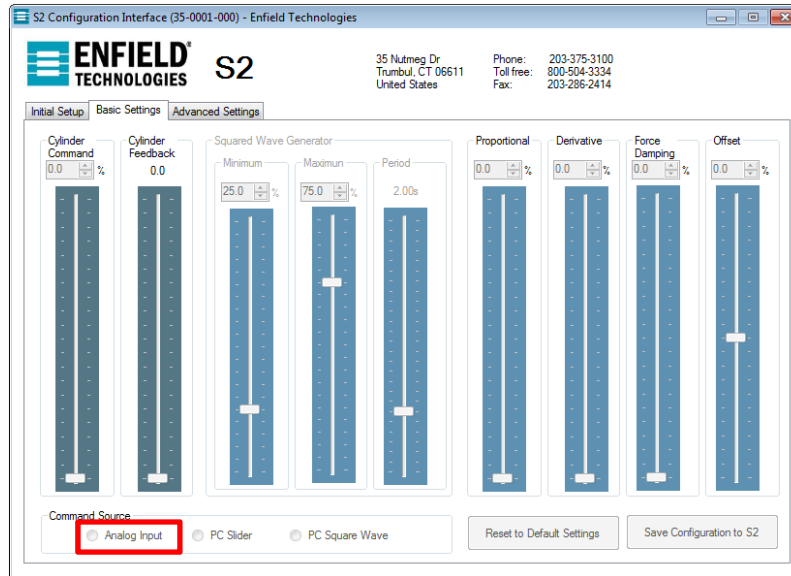 S2 Configuration Interface (35-0001-000) - Enfield Technologies
ENFIELD®
TECHNOLOGIES
S2
35 Nutmeg Dr
Trumbul, CT 06611
United States
Phone: 203-375-3100
Toll free: 800-504-3334
Fax: 203-286-2414
Initial Setup Basic Settings Advanced Settings
Cylinder Command
0.0 %
Cylinder Feedback
0.0
Squared Wave Generator
Minimum
25.0 %
Maximun
75.0 %
Period
2.00s
Proportional
0.0 %
Derivative
0.0 %
Force Damping
0.0 %
Offset
0.0 %
Command Source
Analog Input PC Slider PC Square Wave
Reset to Default Settings
Save Configuration to S2